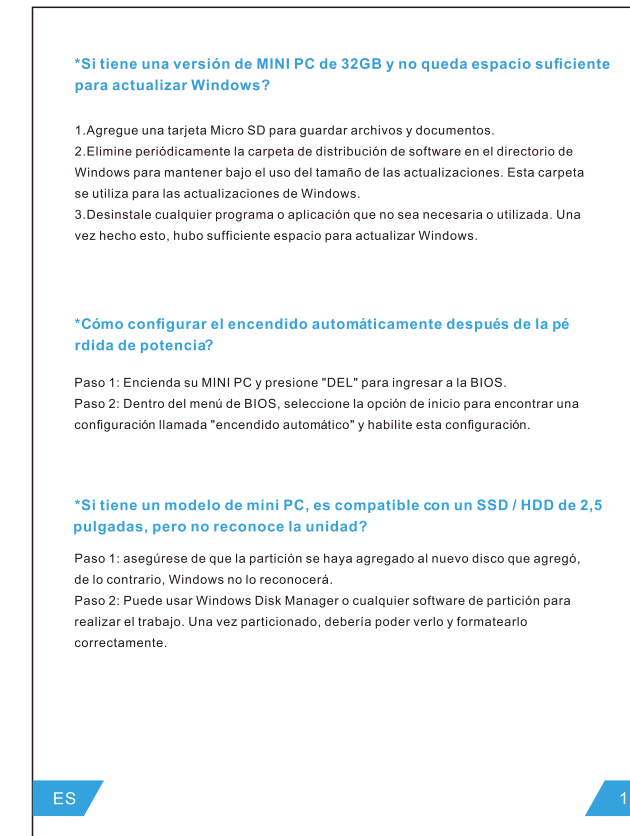 *Si tiene una versión de MINI PC de 32GB y no queda espacio suficiente
para actualizar Windows?
1.Agregue una tarjeta Micro SD para guardar archivos y documentos.
2.Elimine periódicamente la carpeta de distribución de software en el directorio de
Windows para mantener bajo el uso del tamaño de las actualizaciones. Esta carpeta
se utiliza para las actualizaciones de Windows.
3.Desinstale cualquier programa o aplicación que no sea necesaria o utilizada. Una
vez hecho esto, hubo sufficiente espacio para actualizar Windows.
*Cómo configurar el encendido automáticamente después de la pé
rdida de potencia?
Paso 1: Encienda su MINI PC y presione "DEL" para ingresar a la BIOS.
Paso 2: Dentro del menú de BIOS, seleccione la opción de inicio para encontrar una
configuración llamada "encendido automático" y habilite esta configuración.
*Si tiene un modelo de mini PC, es compatible con un SSD / HDD de 2,5
pulgadas, pero no reconoce la unidad?
Paso 1: asegúrese de que la partición se haya agregado al nuevo disco que agregó,
de lo contrario, Windows no lo reconocerá.
Paso 2: Puede usar Windows Disk Manager o cualquier software de partición para
realizar el trabajo. Una vez particionado, debería poder verlo y formatearlo
correctamente.
ES
1